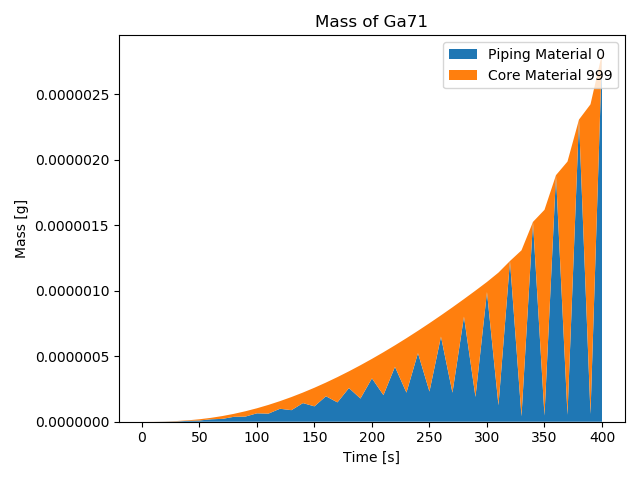 Mass of Ga71
Piping Material 0
Core Material 999
Mass [g]
0.0000025
0.0000020
0.0000015
0.0000010
0.0000005
0.0000000
0 50 100 150 200 250 300 350 400
Time [s]